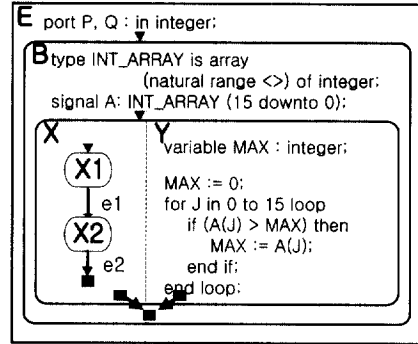 E port P, Q : in integer;
B type INT_ARRAY is array
(natural range <>) of integer;
signal A: INT_ARRAY (15 downto 0);
X Y
variable MAX : integer;
X1
MAX := 0;
e1
for J in 0 to 15 loop
X2
if (A(J) > MAX) then
MAX := A(J);
e2
end if;
end loop;